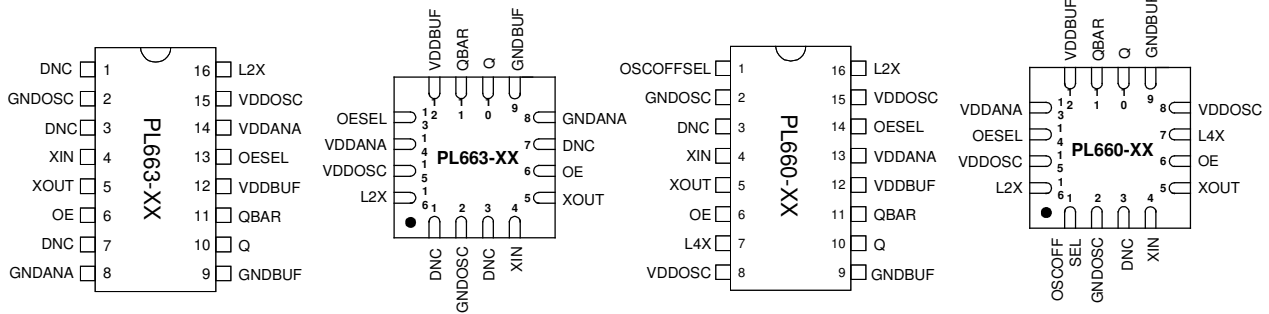 DNC 1 16 L2X
GNDOSC 2 15 VDDOSC
DNC 3 14 VDDANA
XIN 4 13 OESEL
XOUT 5 12 VDDBUF
OE 6 11 QBAR
DNC 7 10 Q
GNDANA 8 9 GNDBUF
PL663-XX
VDDBUF QBAR Q GNDBUF
12 11 10 9
OESEL 13 8 GNDANA
VDDANA 14 7 DNC
PL663-XX
VDDOSC 15 6 OE
L2X 16 5 XOUT
1 2 3 4
DNC GNDOSC DNC XIN
OSCOFFSEL 1 16 L2X
GNDOSC 2 15 VDDOSC
DNC 3 14 OESEL
XIN 4 13 VDDANA
XOUT 5 12 VDDBUF
OE 6 11 QBAR
L4X 7 10 Q
VDDOSC 8 9 GNDBUF
PL660-XX
VDDBUF QBAR Q GNDBUF
12 11 10 9
VDDANA 13 8 VDDOSC
OESEL 14 7 L4X
PL660-XX
VDDOSC 15 6 OE
L2X 16 5 XOUT
1 2 3 4
OSCOFF
SEL
GNDOSC DNC XIN